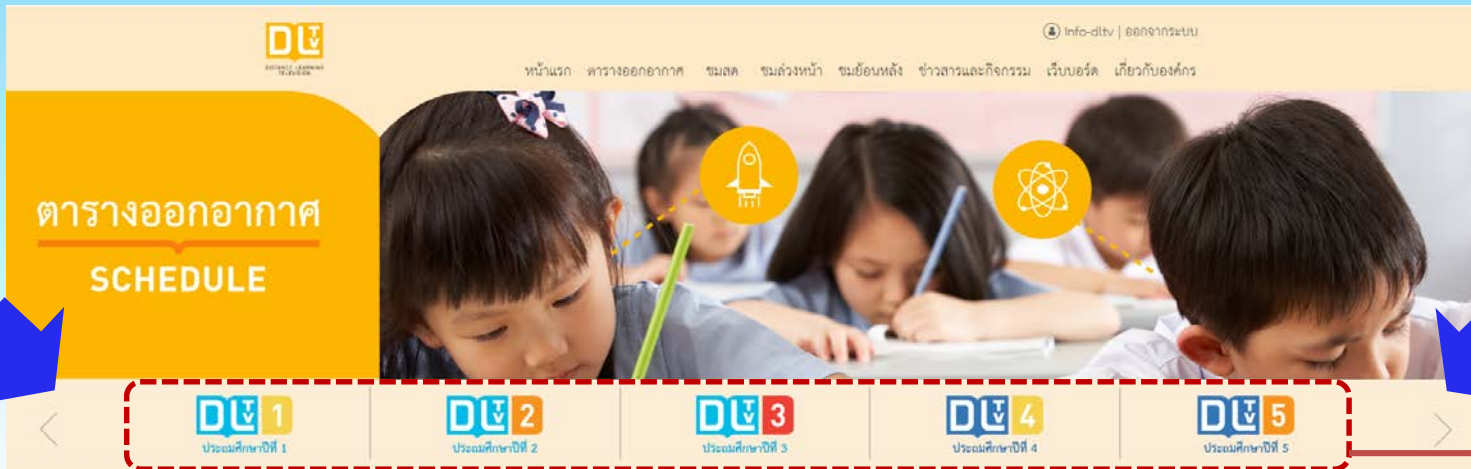 DLTV
DISTANCE LEARNING
TELEVISION
Info-dltv | ออกจากระบบ
หน้าแรก ตารางออกอากาศ ชมสด ชมล่วงหน้า ชมย้อนหลัง ข่าวสารและกิจกรรม เว็บบอร์ด เกี่ยวกับองค์กร
ตารางออกอากาศ
SCHEDULE
DLTV 1
ประถมศึกษาปีที่ 1
DLTV 2
ประถมศึกษาปีที่ 2
DLTV 3
ประถมศึกษาปีที่ 3
DLTV 4
ประถมศึกษาปีที่ 4
DLTV 5
ประถมศึกษาปีที่ 5